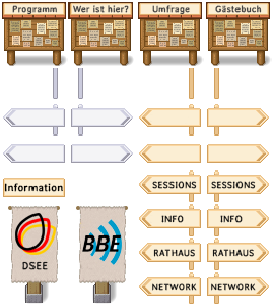 Programm Wer ist hier? Umfrage Gästebuch
SESSIONS SESSIONS
Information
INFO INFO
DSEE BBE
RATHAUS RATHAUS
NETWORK NETWORK